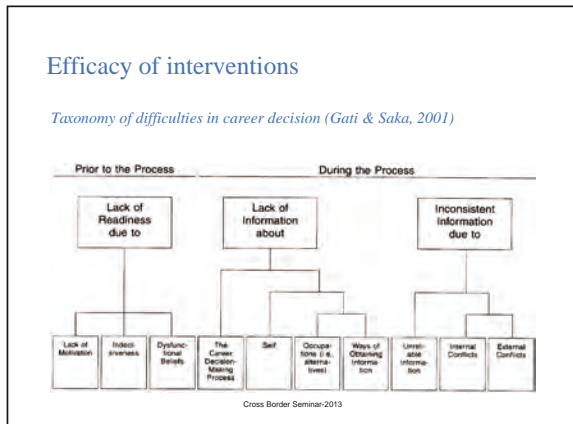 Efficacy of interventions
Taxonomy of difficulties in career decision (Gati & Saka, 2001)
Prior to the Process
During the Process
Lack of
Readiness
due to
Lack of
Information
about
Inconsistent
Information
due to
Lack of
Motivation
Indeci-
siveness
Dysfunc-
tional
Beliefs
The
Career
Decision-
Making
Process
Self
Occupa-
tions (i.e.,
alterna-
tives)
Ways of
Obtaining
Informa-
tion
Unreli-
able
Informa-
tion
Internal
Conflicts
External
Conflicts
Cross Border Seminar-2013